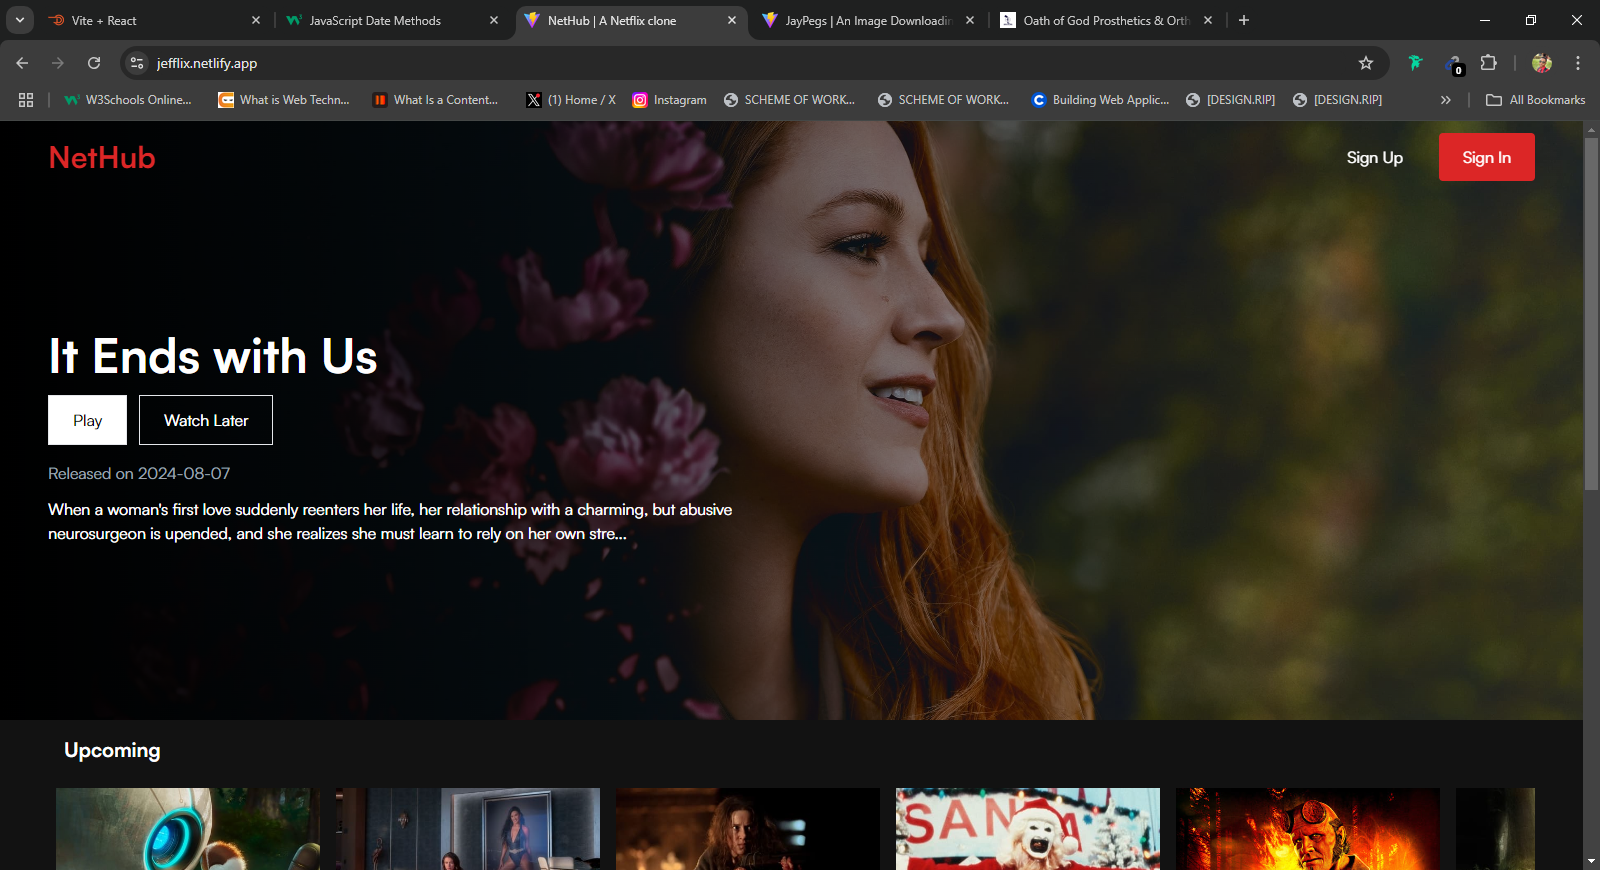 Vite + React
JavaScript Date Methods
NetHub | A Netflix clone
JayPegs | An Image Downloadin
Oath of God Prosthetics & Orth
jefflix.netlify.app
0
W3Schools Online...
What is Web Techn...
What Is a Content...
(1) Home / X
Instagram
SCHEME OF WORK...
SCHEME OF WORK...
Building Web Applic...
[DESIGN.RIP]
[DESIGN.RIP]
All Bookmarks
NetHub
Sign Up
Sign In
It Ends with Us
Play
Watch Later
Released on 2024-08-07
When a woman's first love suddenly reenters her life, her relationship with a charming, but abusive
neurosurgeon is upended, and she realizes she must learn to rely on her own stre...
Upcoming
SAN